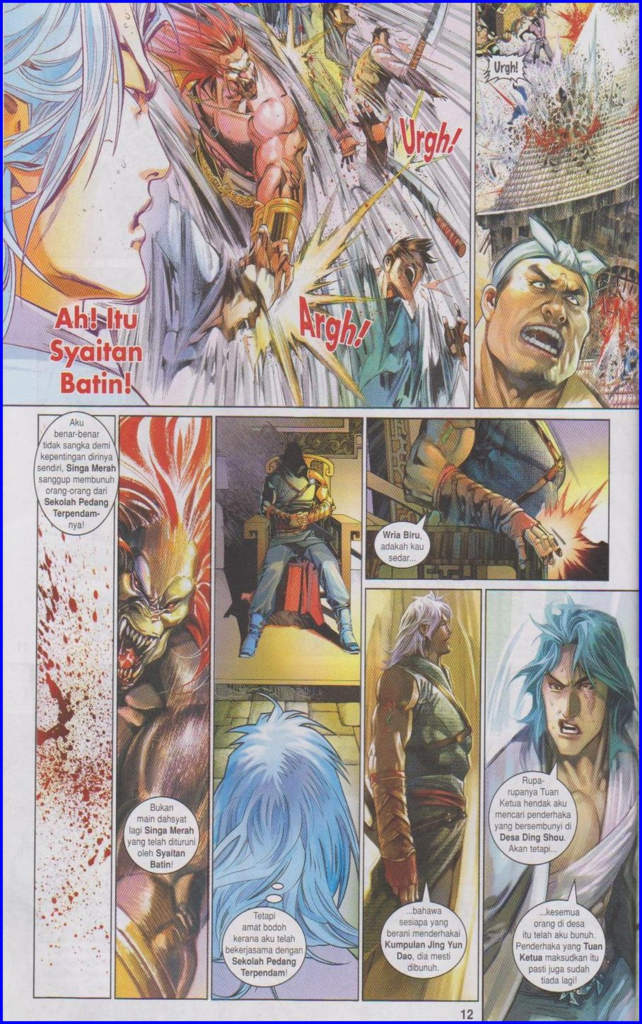 Ah! Itu
Syaitan
Batin!
Urgh!
Argh!
Urgh!
Aku
benar-benar
tidak sangka demi
kepentingan dirinya
sendiri, Singa Merah
sanggup membunuh
orang-orang dari
Sekolah Pedang
Terpendam-
nya!
Bukan
main dahsyat
lagi Singa Merah
yang telah dituruni
oleh Syaitan
Batin!
Tetapi
amat bodoh
kerana aku telah
bekerjasama dengan
Sekolah Pedang
Terpendam!
Wria Biru,
adakah kau
sedar...
...bahawa
sesiapa yang
berani menderhakai
Kumpulan Jing Yun
Dao, dia mesti
dibunuh.
Rupa-
rupanya Tuan
Ketua hendak aku
mencari penderhaka
yang bersembunyi di
Desa Ding Shou.
Akan tetapi...
...kesemua
orang di desa
itu telah aku bunuh.
Penderhaka yang Tuan
Ketua maksudkan itu
pasti juga sudah
tiada lagi!
12